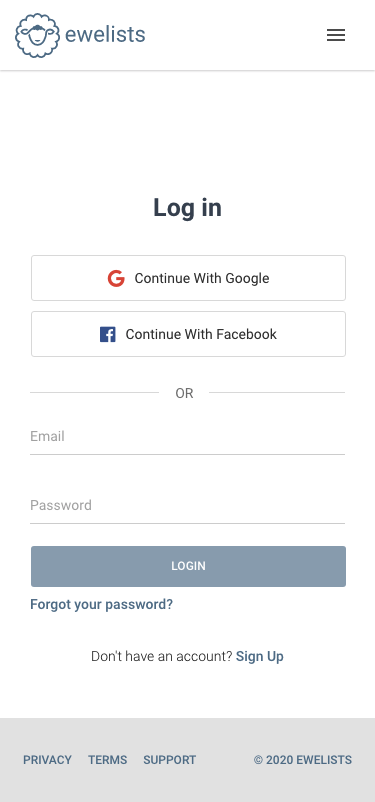 ewelists
Log in
Continue With Google
Continue With Facebook
OR
Email
Password
LOGIN
Forgot your password?
Don't have an account? Sign Up
PRIVACY TERMS SUPPORT © 2020 EWELISTS